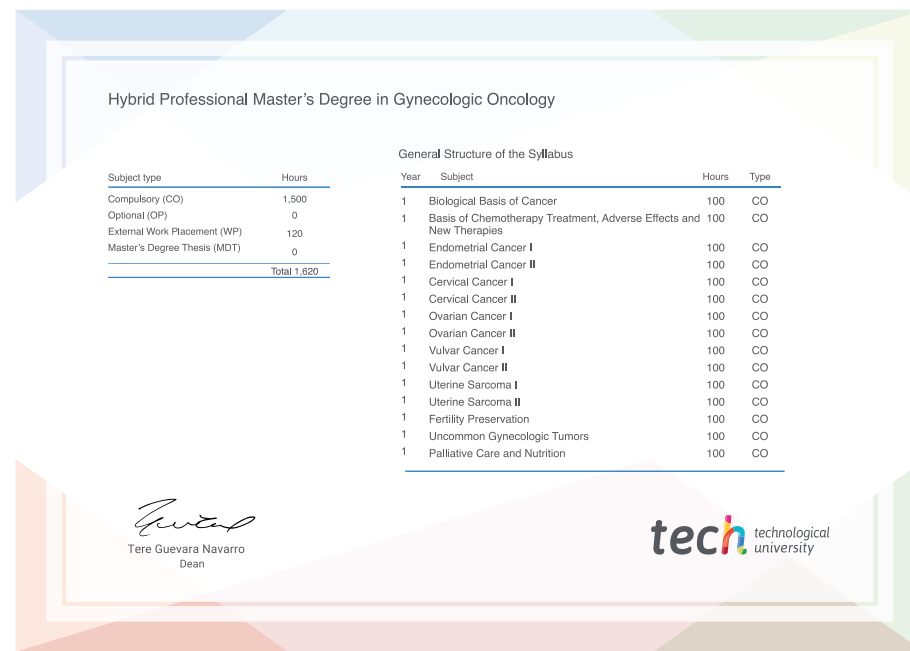 Hybrid Professional Master’s Degree in Gynecologic Oncology
Subject type Hours
Compulsory (CO) 1,500
Optional (OP) 0
External Work Placement (WP) 120
Master’s Degree Thesis (MDT) 0
Total 1,620
General Structure of the Syllabus
Year Subject Hours Type
1 Biological Basis of Cancer 100 CO
1 Basis of Chemotherapy Treatment, Adverse Effects and 100 CO
New Therapies
1 Endometrial Cancer I 100 CO
1 Endometrial Cancer II 100 CO
1 Cervical Cancer I 100 CO
1 Cervical Cancer II 100 CO
1 Ovarian Cancer I 100 CO
1 Ovarian Cancer II 100 CO
1 Vulvar Cancer I 100 CO
1 Vulvar Cancer II 100 CO
1 Uterine Sarcoma I 100 CO
1 Uterine Sarcoma II 100 CO
1 Fertility Preservation 100 CO
1 Uncommon Gynecologic Tumors 100 CO
1 Palliative Care and Nutrition 100 CO
Tere Guevara Navarro
Dean
tech technological
university